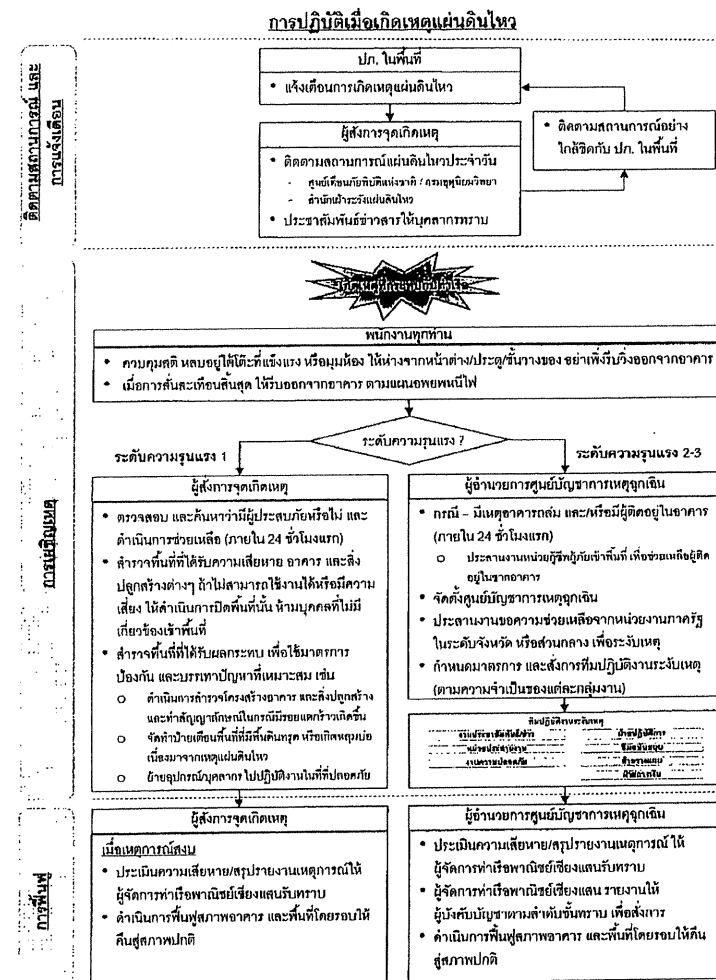 การปฏิบัติเมื่อเกิดเหตุแผ่นดินไหว
ติดตามสถานการณ์ และ
การแจ้งเตือน
ปภ. ในพื้นที่
• แจ้งเตือนการเกิดเหตุแผ่นดินไหว
ผู้สั่งการจุดเกิดเหตุ
• ติดตามสถานการณ์แผ่นดินไหวประจำวัน
- ศูนย์เตือนภัยพิบัติแห่งชาติ / กรมอุตุนิยมวิทยา
- สำนักเฝ้าระวังแผ่นดินไหว
• ประชาสัมพันธ์ข่าวสารให้บุคลากรทราบ
• ติดตามสถานการณ์อย่าง
ใกล้ชิดกับ ปภ. ในพื้นที่
การเผชิญเหตุ
พนักงานทุกท่าน
• ควบคุมสติ หลบอยู่ใต้โต๊ะที่แข็งแรง หรือมุมห้อง ให้ห่างจากหน้าต่าง/ประตู/ชั้นวางของ อย่าเพิ่งรีบวิ่งออกจากอาคาร
• เมื่อการสั่นสะเทือนสิ้นสุด ให้รีบออกจากอาคาร ตามแผนอพยพหนีไฟ
ระดับความรุนแรง ?
ระดับความรุนแรง 1
ระดับความรุนแรง 2-3
ผู้สั่งการจุดเกิดเหตุ
• ตรวจสอบ และค้นหาว่ามีผู้ประสบภัยหรือไม่ และ
ดำเนินการช่วยเหลือ (ภายใน 24 ชั่วโมงแรก)
• สำรวจพื้นที่ที่ได้รับความเสียหาย อาคาร และสิ่ง
ปลูกสร้างต่างๆ ถ้าไม่สามารถใช้งานได้หรือมีความ
เสี่ยง ให้ดำเนินการปิดพื้นที่นั้น ห้ามบุคคลที่ไม่มี
เกี่ยวข้องเข้าพื้นที่
• สำรวจพื้นที่ที่ได้รับผลกระทบ เพื่อใช้มาตรการ
ป้องกัน และบรรเทาปัญหาที่เหมาะสม เช่น
o ดำเนินการสำรวจโครงสร้างอาคาร และสิ่งปลูกสร้าง
และทำสัญญาลักษณ์ในกรณีมีรอยแตกร้าวเกิดขึ้น
o จัดทำป้ายเตือนพื้นที่ที่มีพื้นดินทรุด หรือเกิดหลุมบ่อ
เนื่องมาจากเหตุแผ่นดินไหว
o ย้ายอุปกรณ์/บุคลากร ไปปฏิบัติงานในที่ที่ปลอดภัย
ผู้อำนวยการศูนย์บัญชาการเหตุฉุกเฉิน
• กรณี – มีเหตุอาคารถล่ม และ/หรือมีผู้ติดอยู่ในอาคาร
(ภายใน 24 ชั่วโมงแรก)
o ประสานงานหน่วยกู้ชีพกู้ภัยเข้าพื้นที่ เพื่อช่วยเหลือผู้ติด
อยู่ในซากอาคาร
• จัดตั้งศูนย์บัญชาการเหตุฉุกเฉิน
• ประสานงานขอความช่วยเหลือจากหน่วยงานภาครัฐ
ในระดับจังหวัด หรือส่วนกลาง เพื่อระงับเหตุ
• กำหนดมาตรการ และสั่งการทีมปฏิบัติงานระงับเหตุ
(ตามความจำเป็นของแต่ละกลุ่มงาน)
ทีมปฏิบัติงานระงับเหตุ
หน่วยประสานงาน
งานความปลอดภัย
ฝ่ายปฏิบัติการ
การฟื้นฟู
ผู้สั่งการจุดเกิดเหตุ
เมื่อเหตุการณ์สงบ
• ประเมินความเสียหาย/สรุปรายงานเหตุการณ์ให้
ผู้จัดการท่าเรือพาณิชย์เชียงแสนรับทราบ
• ดำเนินการฟื้นฟูสภาพอาคาร และพื้นที่โดยรอบให้
คืนสู่สภาพปกติ
ผู้อำนวยการศูนย์บัญชาการเหตุฉุกเฉิน
• ประเมินความเสียหาย/สรุปรายงานเหตุการณ์ ให้
ผู้จัดการท่าเรือพาณิชย์เชียงแสนรับทราบ
• ผู้จัดการท่าเรือพาณิชย์เชียงแสน รายงานให้
ผู้บังคับบัญชาตามลำดับชั้นทราบ เพื่อสั่งการ
• ดำเนินการฟื้นฟูสภาพอาคาร และพื้นที่โดยรอบให้คืน
สู่สภาพปกติ